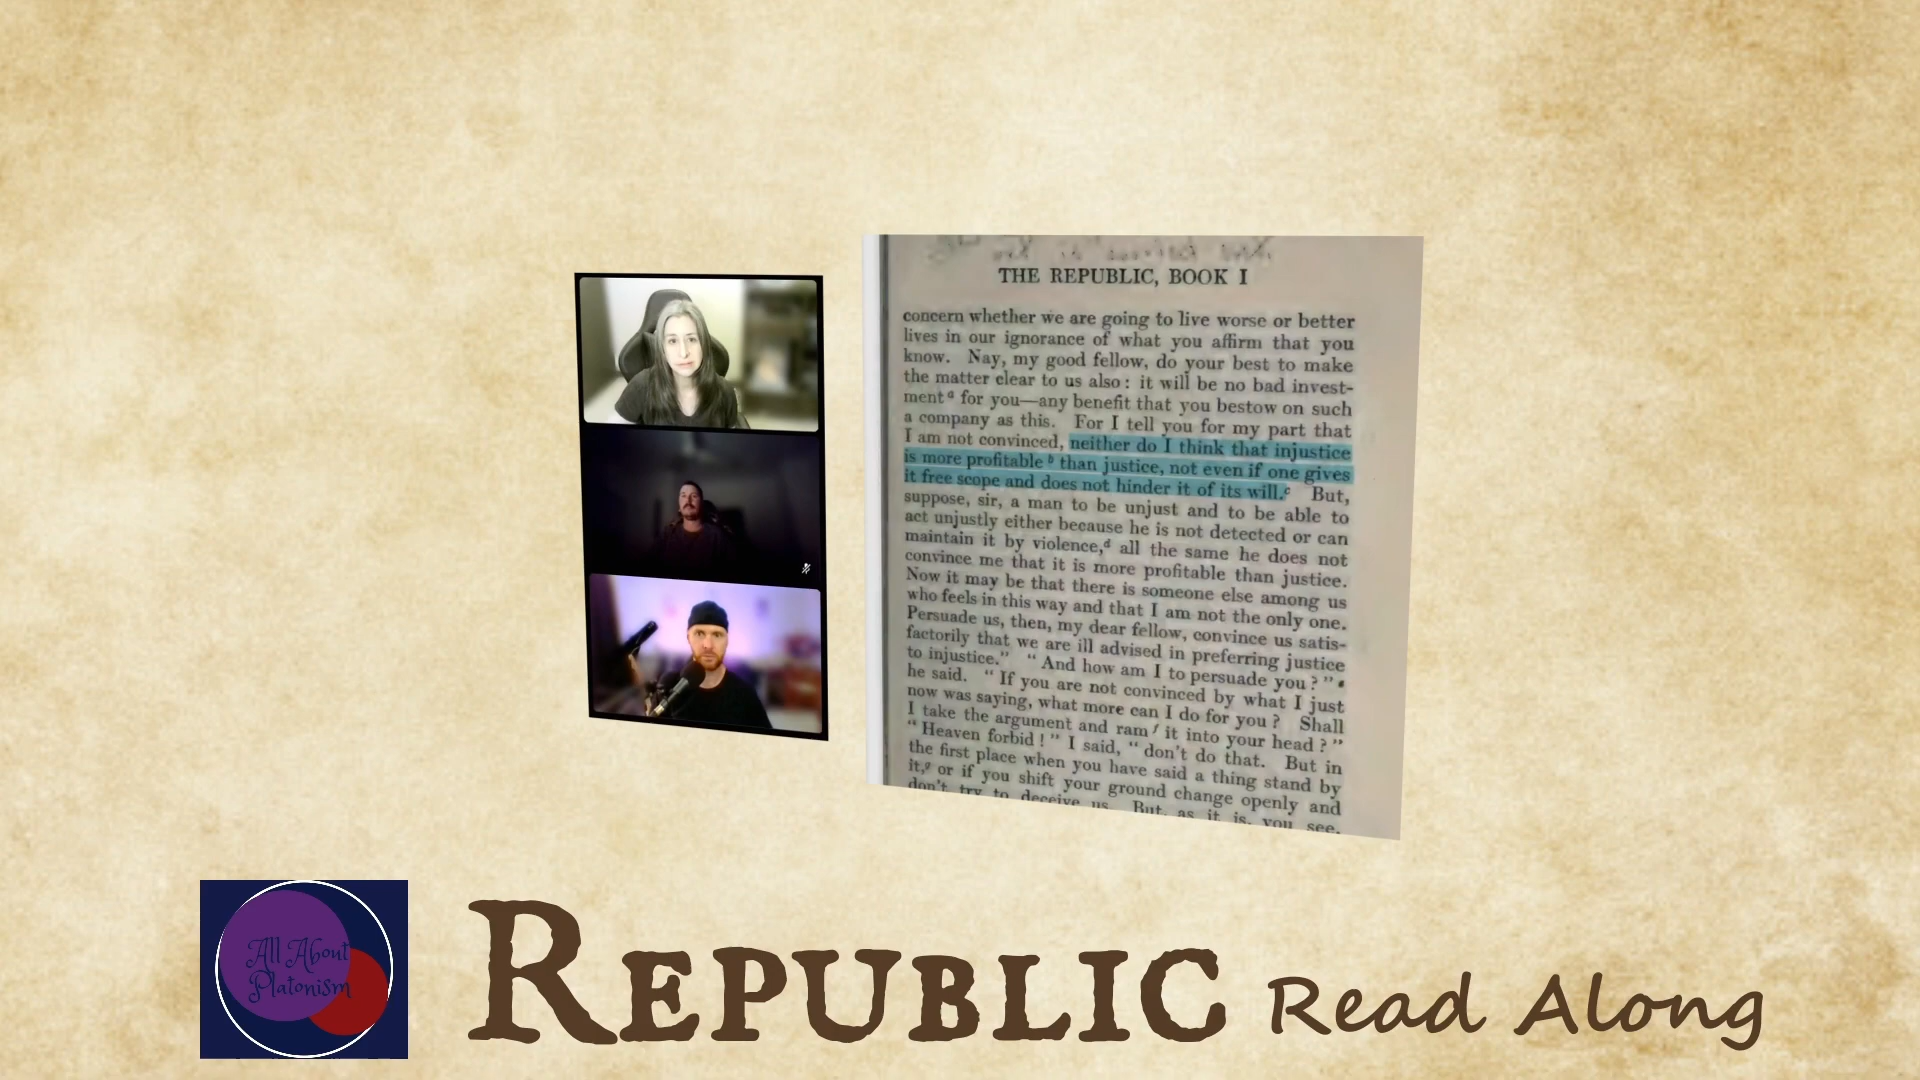 THE REPUBLIC, BOOK I
concern whether we are going to live worse or better
lives in our ignorance of what you affirm that you
know. Nay, my good fellow, do your best to make
the matter clear to us also: it will be no bad invest-
ment a for you—any benefit that you bestow on such
a company as this. For I tell you for my part that
I am not convinced, neither do I think that injustice
is more profitable b than justice, not even if one gives
it free scope and does not hinder it of its will.c But,
suppose, sir, a man to be unjust and to be able to
act unjustly either because he is not detected or can
maintain it by violence,d all the same he does not
convince me that it is more profitable than justice.
Now it may be that there is someone else among us
who feels in this way and that I am not the only one.
Persuade us, then, my dear fellow, convince us satis-
factorily that we are ill advised in preferring justice
to injustice.” “ And how am I to persuade you ? ” e
he said. “ If you are not convinced by what I just
now was saying, what more can I do for you ? Shall
I take the argument and ram f it into your head ? ”
“ Heaven forbid ! ” I said, “ don’t do that. But in
the first place when you have said a thing stand by
it,g or if you shift your ground change openly and
don’t try to deceive us. But, as it is, you see,
All About
Platonism
REPUBLIC Read Along